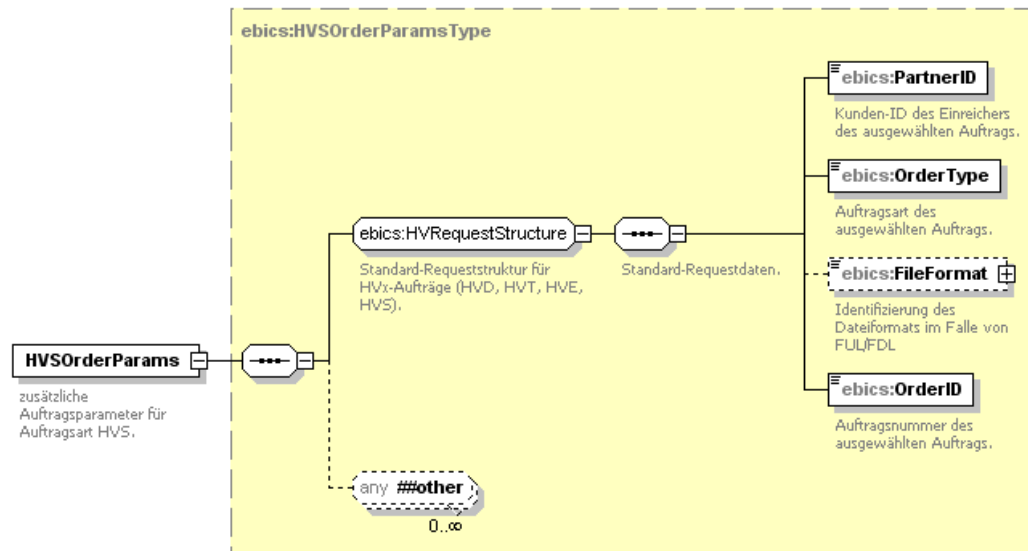 ebics:HVSOrderParamsType
ebics:PartnerID
Kunden-ID des Einreichers
des ausgewählten Auftrags.
ebics:OrderType
Auftragsart des
ausgewählten Auftrags.
ebics:HVRequestStructure
Standard-Requeststruktur für
HVx-Aufträge (HVD, HVT, HVE,
HVS).
Standard-Requestdaten.
ebics:FileFormat
Identifizierung des
Dateiformats im Falle von
FUL/FDL
HVSOrderParams
zusätzliche
Auftragsparameter für
Auftragsart HVS.
ebics:OrderID
Auftragsnummer des
ausgewählten Auftrags.
any ##other
0..∞